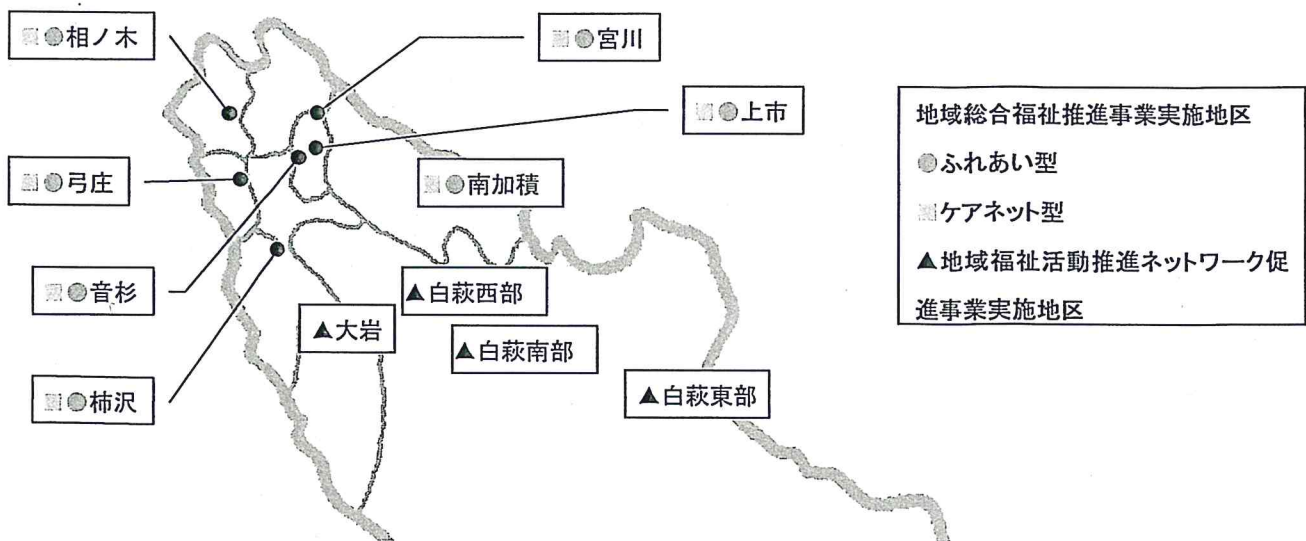 ■●相ノ木
■●宮川
■●上市
■●弓庄
■●南加積
■●音杉
▲白萩西部
▲大岩
▲白萩南部
■●柿沢
▲白萩東部
地域総合福祉推進事業実施地区
●ふれあい型
■ケアネット型
▲地域福祉活動推進ネットワーク促
進事業実施地区